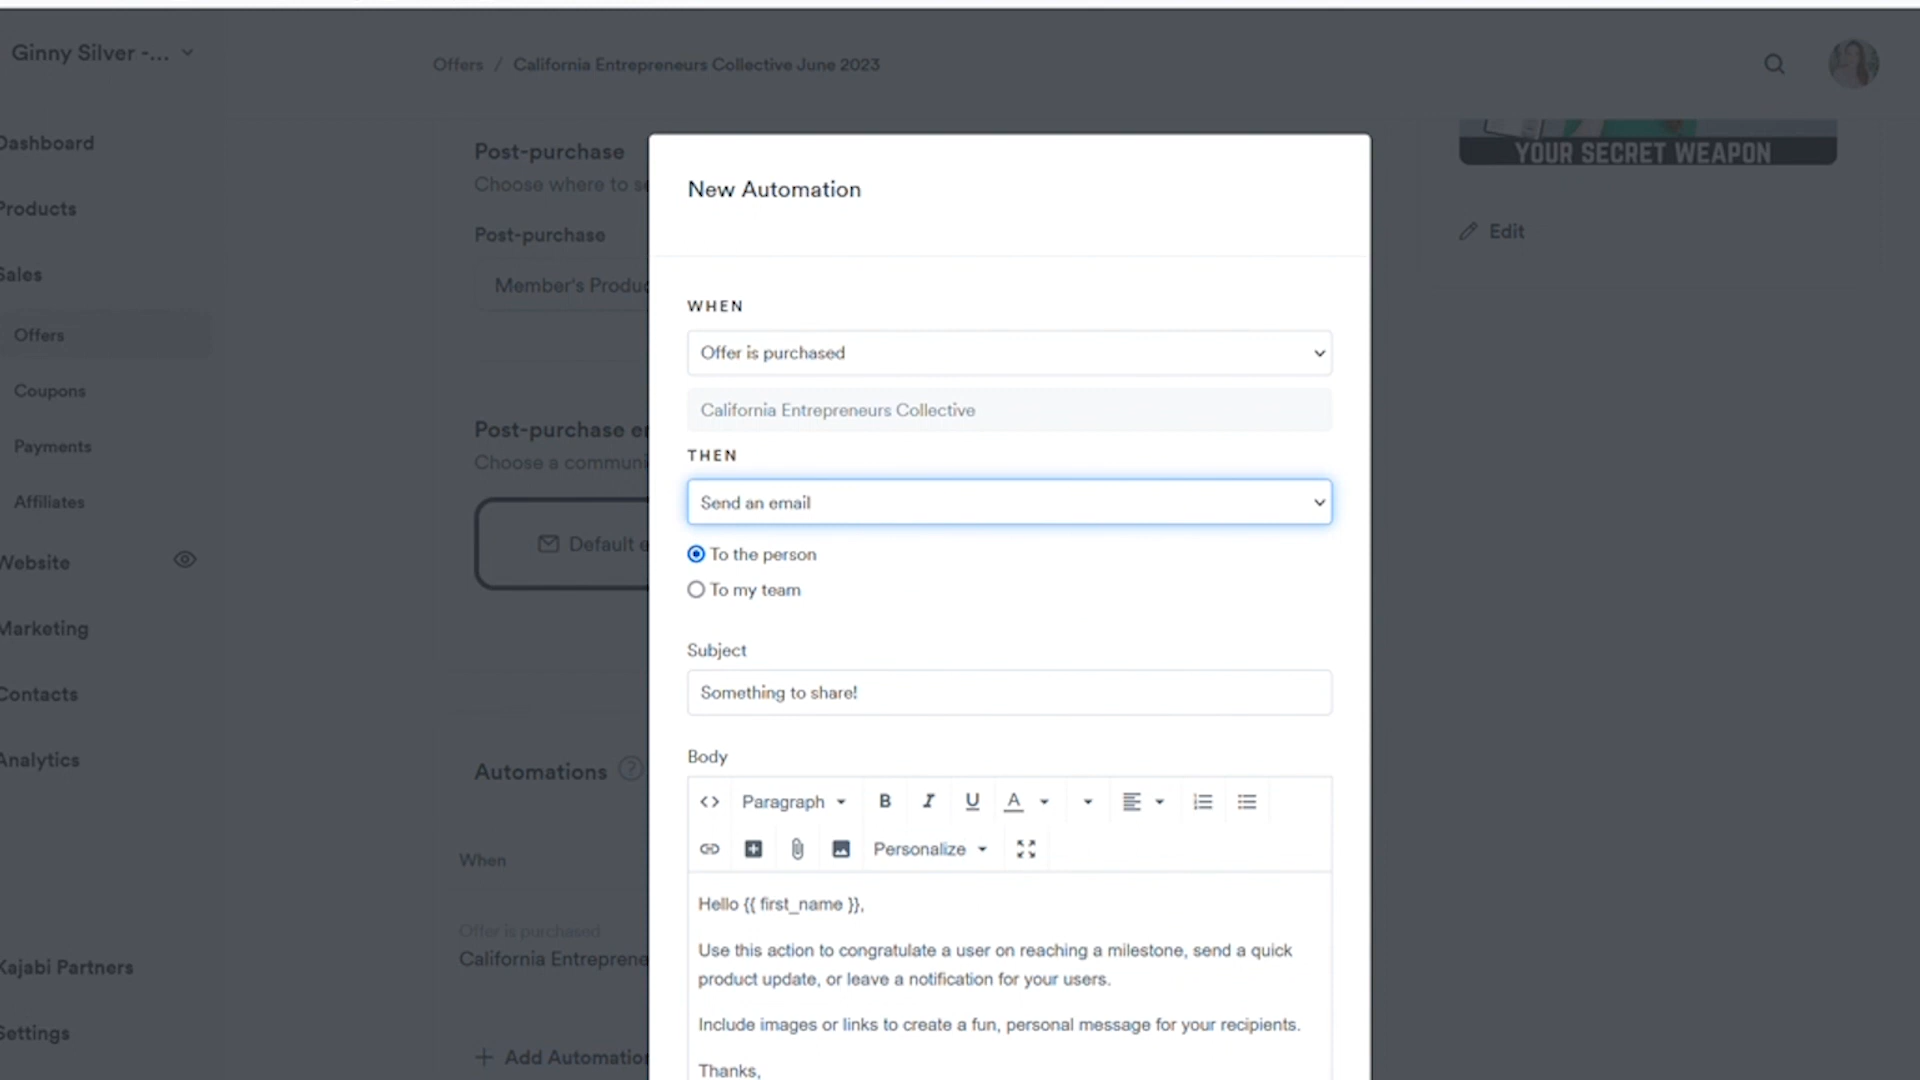 Ginny Silver -...
Offers / California Entrepreneurs Collective June 2023
Dashboard
Products
Sales
Offers
Coupons
Payments
Affiliates
Website
Marketing
Contacts
Analytics
Kajabi Partners
Settings
Post-purchase
Choose where to s
Post-purchase
Member's Produc
Post-purchase e
Choose a communi
Default e
Automations ?
When
Offer is purchased
California Entreprene
+ Add Automation
YOUR SECRET WEAPON
Edit
New Automation
WHEN
Offer is purchased
California Entrepreneurs Collective
THEN
Send an email
To the person
To my team
Subject
Something to share!
Body
<> Paragraph B I U A
Personalize
Hello {{ first_name }},
Use this action to congratulate a user on reaching a milestone, send a quick
product update, or leave a notification for your users.
Include images or links to create a fun, personal message for your recipients.
Thanks,